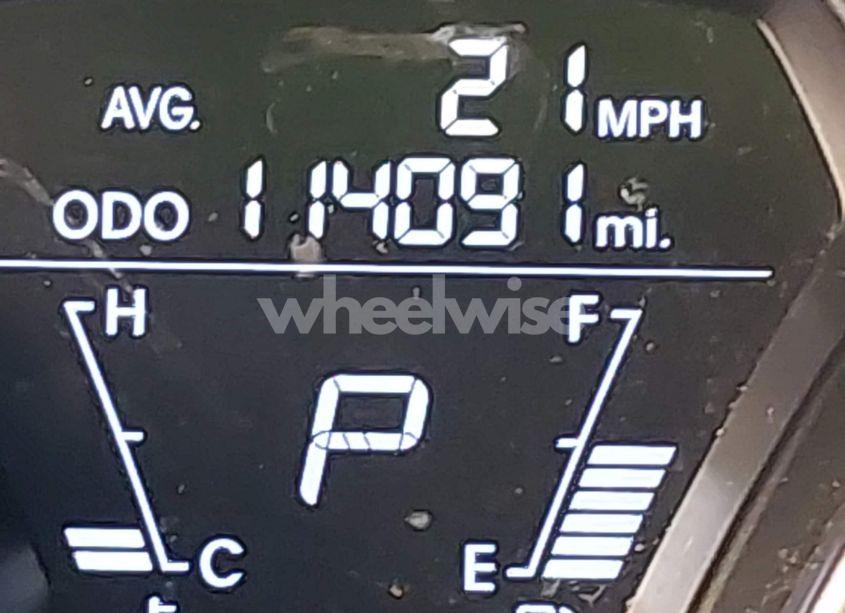 AVG. 21 MPH
ODO 114091 mi.
wheelwise
H F
P
C E